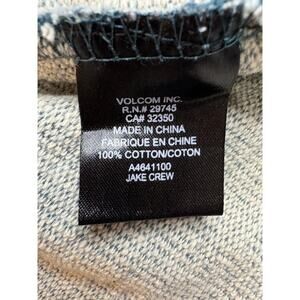 VOLCOM INC.
R.N.# 29745
CA# 32350
MADE IN CHINA
FABRIQUE EN CHINE
100% COTTON/COTON
A4641100
JAKE CREW